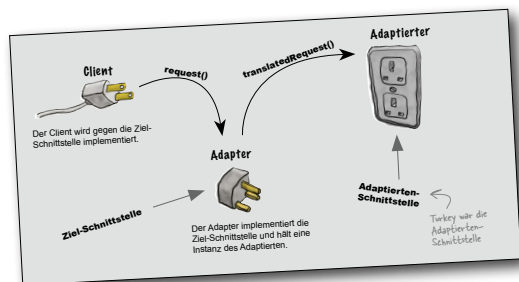 Client
request()
translatedRequest()
Adaptierter
Der Client wird gegen die Ziel-
Schnittstelle implementiert.
Adapter
Ziel-Schnittstelle
Der Adapter implementiert die
Ziel-Schnittstelle und hält eine
Instanz des Adaptierten.
Adaptierten-
Schnittstelle
Turkey war die
Adaptierten-
Schnittstelle